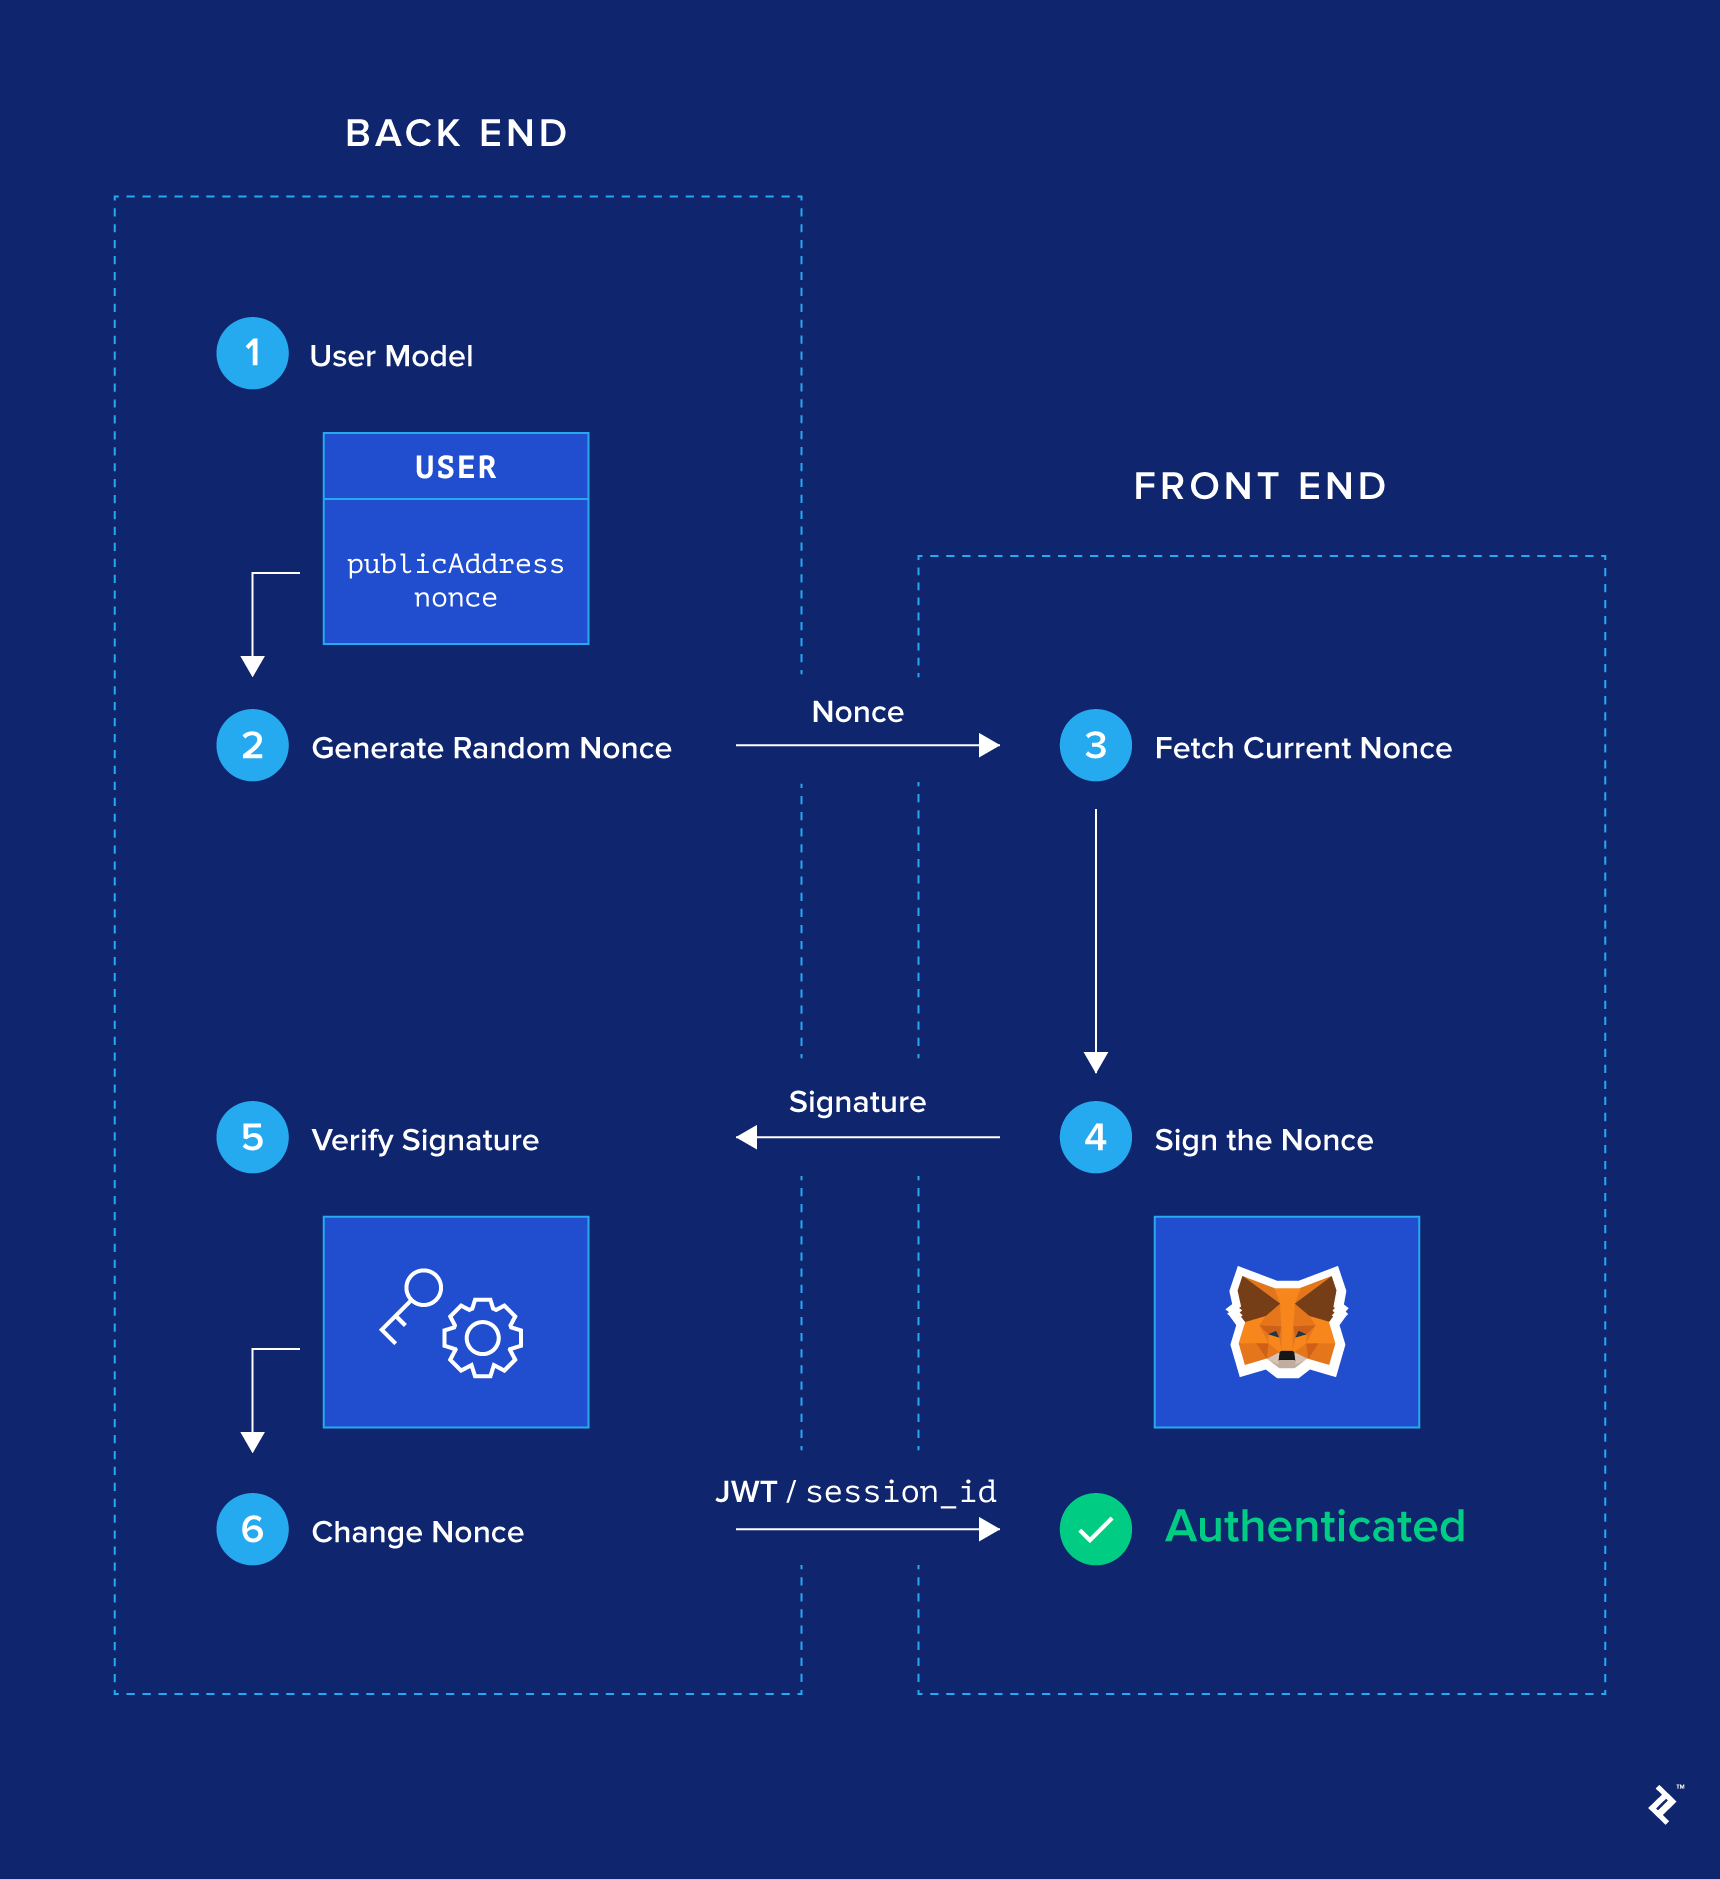 BACK END
1 User Model
USER
publicAddress
nonce
FRONT END
2 Generate Random Nonce
Nonce
3 Fetch Current Nonce
5 Verify Signature
Signature
4 Sign the Nonce
6 Change Nonce
JWT / session_id
Authenticated
TM